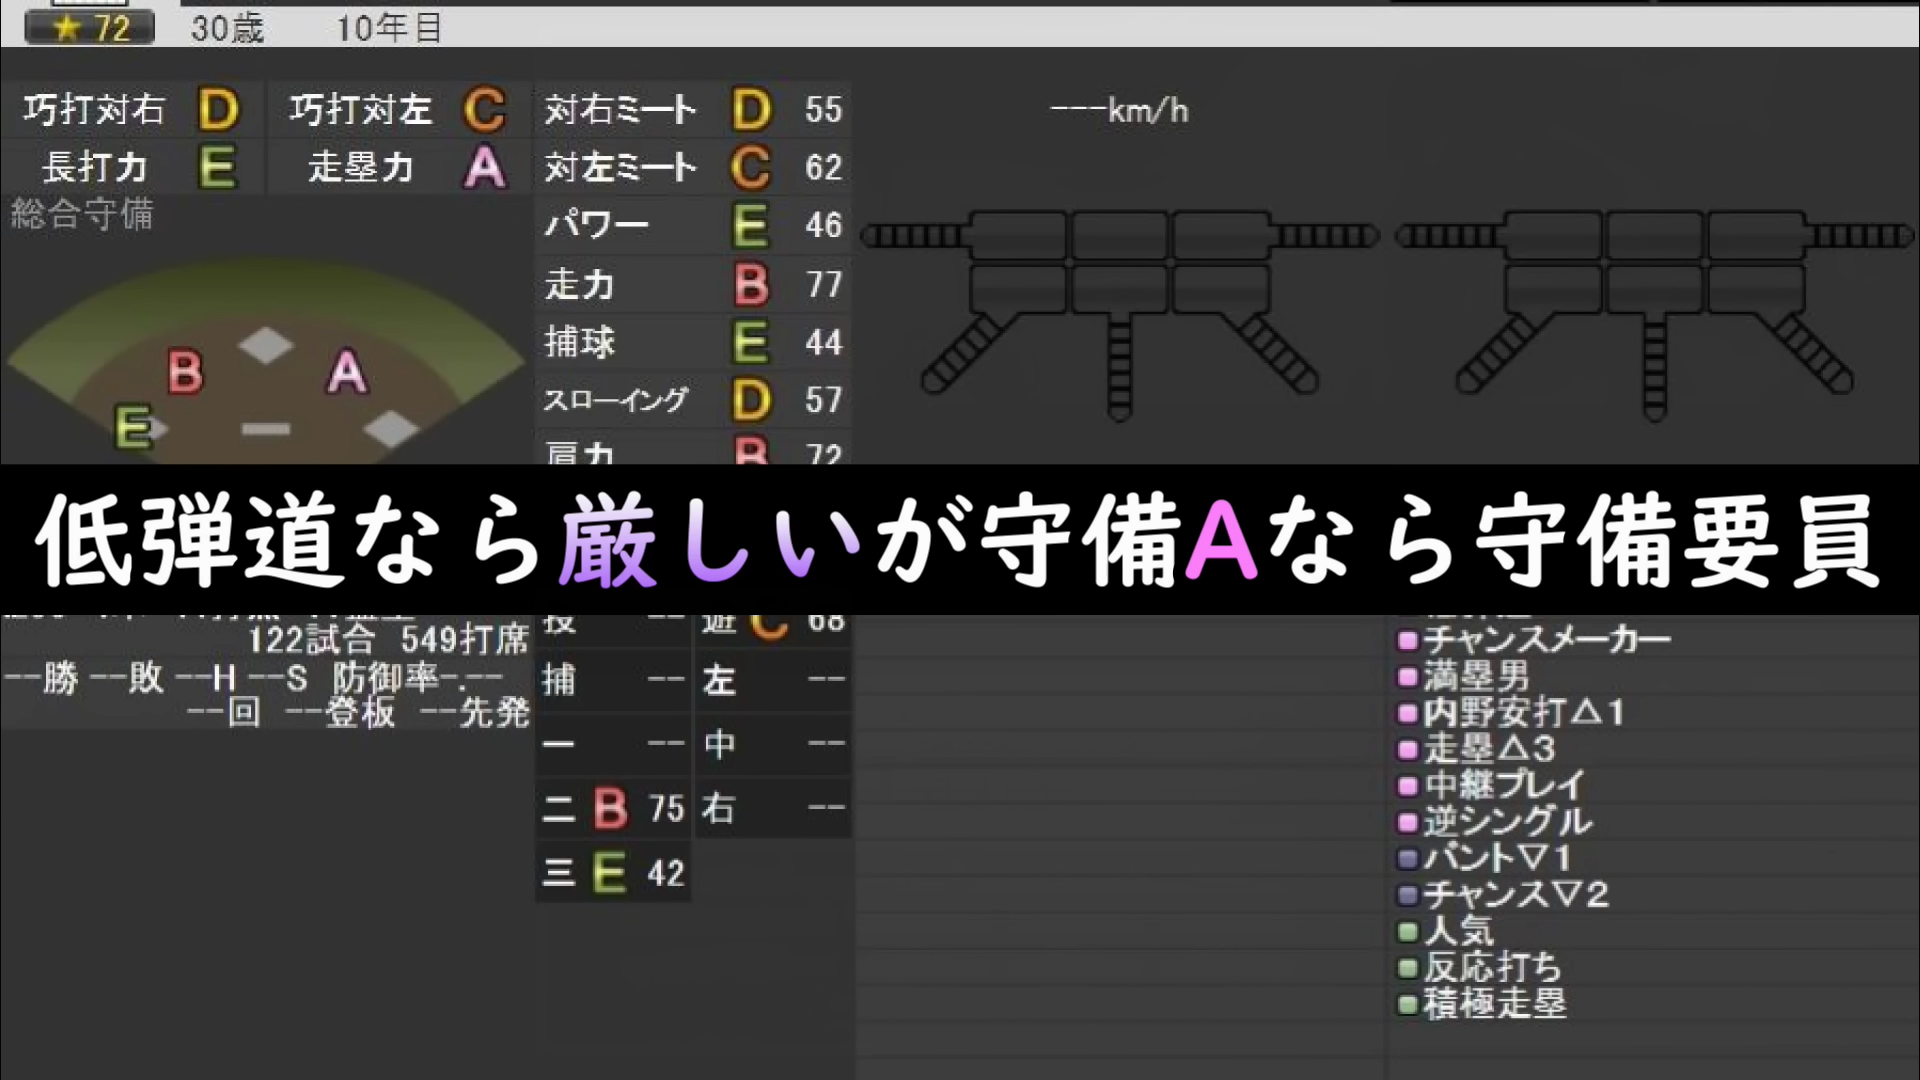 ★ 72 30歳 10年目
巧打対右 D 巧打対左 C
長打力 E 走塁力 A
総合守備
B A
E
対右ミート D 55
対左ミート C 62
パワー E 46
走力 B 77
捕球 E 44
スローイング D 57
肩力 B 72
---km/h
低弾道なら厳しいが守備Aなら守備要員
122試合 549打席
--勝 --敗 --H --S 防御率-.--
--回 --登板 --先発
投 -- 遊 C 68
捕 -- 左 --
一 -- 中 --
二 B 75 右 --
三 E 42
チャンスメーカー
満塁男
内野安打△1
走塁△3
中継プレイ
逆シングル
バント▽1
チャンス▽2
人気
反応打ち
積極走塁